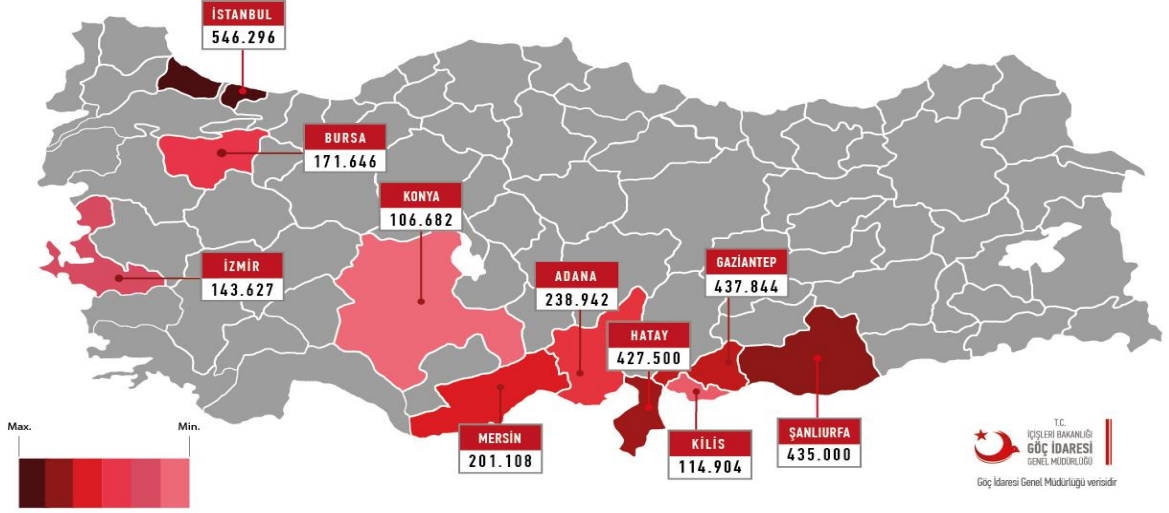 İSTANBUL
546.296
BURSA
171.646
KONYA
106.682
İZMİR
143.627
ADANA
238.942
GAZİANTEP
437.844
HATAY
427.500
MERSİN
201.108
KİLİS
114.904
ŞANLIURFA
435.000
Max.
Min.
T.C.
İÇİŞLERİ BAKANLIĞI
GÖÇ İDARESİ
GENEL MÜDÜRLÜĞÜ
Göç İdaresi Genel Müdürlüğü verisidir